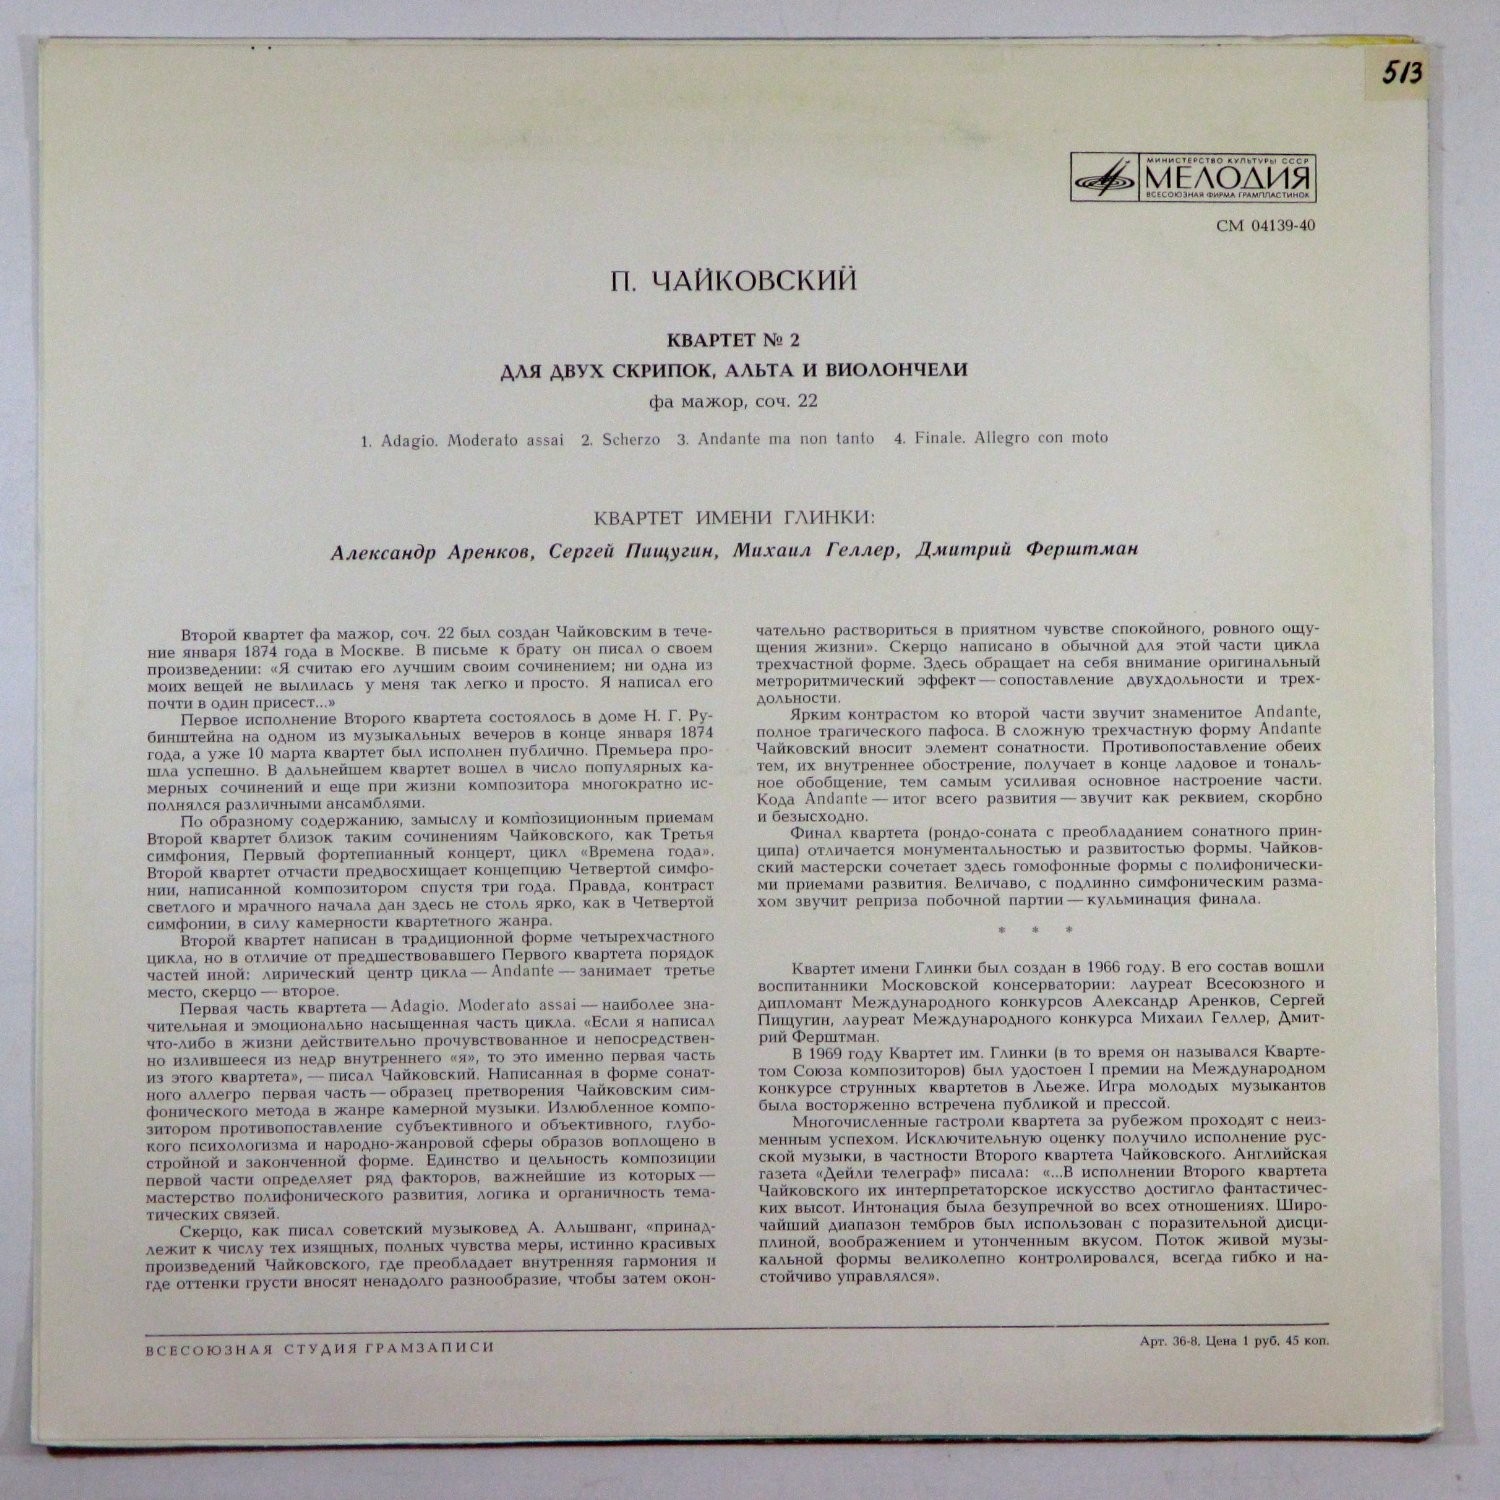 513
МИНИСТЕРСТВО КУЛЬТУРЫ СССР
МЕЛОДИЯ
ВСЕСОЮЗНАЯ ФИРМА ГРАМПЛАСТИНОК
СМ 04139-40
П. ЧАЙКОВСКИЙ
КВАРТЕТ № 2
ДЛЯ ДВУХ СКРИПОК, АЛЬТА И ВИОЛОНЧЕЛИ
фа мажор, соч. 22
1. Adagio. Moderato assai 2. Scherzo 3. Andante ma non tanto 4. Finale. Allegro con moto
КВАРТЕТ ИМЕНИ ГЛИНКИ:
Александр Аренков, Сергей Пищугин, Михаил Геллер, Дмитрий Ферштман
Второй квартет фа мажор, соч. 22 был создан Чайковским в тече-
ние января 1874 года в Москве. В письме к брату он писал о своем
произведении: «Я считаю его лучшим своим сочинением; ни одна из
моих вещей не вылилась у меня так легко и просто. Я написал его
почти в один присест...»
Первое исполнение Второго квартета состоялось в доме Н. Г. Ру-
бинштейна на одном из музыкальных вечеров в конце января 1874
года, а уже 10 марта квартет был исполнен публично. Премьера про-
шла успешно. В дальнейшем квартет вошел в число популярных ка-
мерных сочинений и еще при жизни композитора многократно ис-
полнялся различными ансамблями.
По образному содержанию, замыслу и композиционным приемам
Второй квартет близок таким сочинениям Чайковского, как Третья
симфония, Первый фортепианный концерт, цикл «Времена года».
Второй квартет отчасти предвосхищает концепцию Четвертой симфо-
нии, написанной композитором спустя три года. Правда, контраст
светлого и мрачного начала дан здесь не столь ярко, как в Четвертой
симфонии, в силу камерности квартетного жанра.
Второй квартет написан в традиционной форме четырехчастного
цикла, но в отличие от предшествовавшего Первого квартета порядок
частей иной: лирический центр цикла — Andante — занимает третье
место, скерцо — второе.
Первая часть квартета — Adagio. Moderato assai — наиболее зна-
чительная и эмоционально насыщенная часть цикла. «Если я написал
что-либо в жизни действительно прочувствованное и непосредствен-
но излившееся из недр внутреннего «я», то это именно первая часть
из этого квартета», — писал Чайковский. Написанная в форме сонат-
ного аллегро первая часть — образец претворения Чайковским сим-
фонического метода в жанре камерной музыки. Излюбленное компо-
зитором противопоставление субъективного и объективного, глубо-
кого психологизма и народно-жанровой сферы образов воплощено в
стройной и законченной форме. Единство и цельность композиции
первой части определяет ряд факторов, важнейшие из которых —
мастерство полифонического развития, логика и органичность тема-
тических связей.
Скерцо, как писал советский музыковед А. Альшванг, «принад-
лежит к числу тех изящных, полных чувства меры, истинно красивых
произведений Чайковского, где преобладает внутренняя гармония и
где оттенки грусти вносят ненадолго разнообразие, чтобы затем окон-
чательно раствориться в приятном чувстве спокойного, ровного ощу-
щения жизни». Скерцо написано в обычной для этой части цикла
трехчастной форме. Здесь обращает на себя внимание оригинальный
метроритмический эффект — сопоставление двухдольности и трех-
дольности.
Ярким контрастом ко второй части звучит знаменитое Andante,
полное трагического пафоса. В сложную трехчастную форму Andante
Чайковский вносит элемент сонатности. Противопоставление обеих
тем, их внутреннее обострение, получает в конце ладовое и тональ-
ное обобщение, тем самым усиливая основное настроение части.
Кода Andante — итог всего развития — звучит как реквием, скорбно
и безысходно.
Финал квартета (рондо-соната с преобладанием сонатного прин-
ципа) отличается монументальностью и развитостью формы. Чайков-
ский мастерски сочетает здесь гомофонные формы с полифонически-
ми приемами развития. Величаво, с подлинно симфоническим разма-
хом звучит реприза побочной партии — кульминация финала.
* * *
Квартет имени Глинки был создан в 1966 году. В его состав вошли
воспитанники Московской консерватории: лауреат Всесоюзного и
дипломант Международного конкурсов Александр Аренков, Сергей
Пищугин, лауреат Международного конкурса Михаил Геллер, Дмит-
рий Ферштман.
В 1969 году Квартет им. Глинки (в то время он назывался Кварте-
том Союза композиторов) был удостоен I премии на Международном
конкурсе струнных квартетов в Льеже. Игра молодых музыкантов
была восторженно встречена публикой и прессой.
Многочисленные гастроли квартета за рубежом проходят с неиз-
менным успехом. Исключительную оценку получило исполнение рус-
ской музыки, в частности Второго квартета Чайковского. Английская
газета «Дейли телеграф» писала: «...В исполнении Второго квартета
Чайковского их интерпретаторское искусство достигло фантастичес-
ких высот. Интонация была безупречной во всех отношениях. Широ-
чайший диапазон тембров был использован с поразительной дисци-
плиной, воображением и утонченным вкусом. Поток живой музы-
кальной формы великолепно контролировался, всегда гибко и на-
стойчиво управлялся».
ВСЕСОЮЗНАЯ СТУДИЯ ГРАМЗАПИСИ
Арт. 36-8. Цена 1 руб. 45 коп.